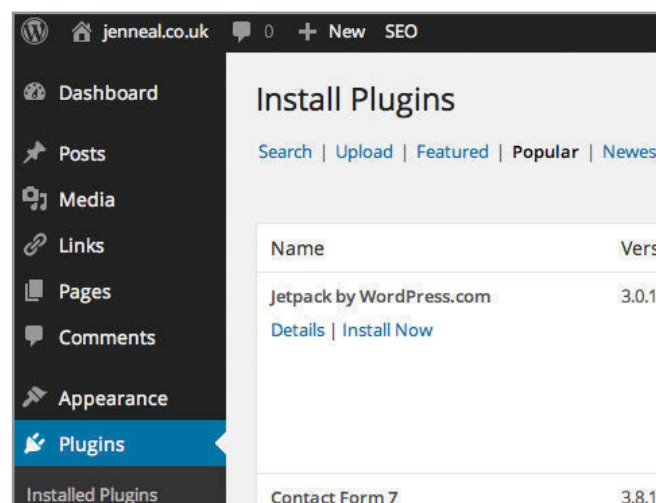 jenneal.co.uk 0 + New SEO
Dashboard
Posts
Media
Links
Pages
Comments
Appearance
Plugins
Installed Plugins
Install Plugins
Search | Upload | Featured | Popular | Newes
Name Vers
Jetpack by WordPress.com 3.0.1
Details | Install Now
Contact Form 7 3.8.1